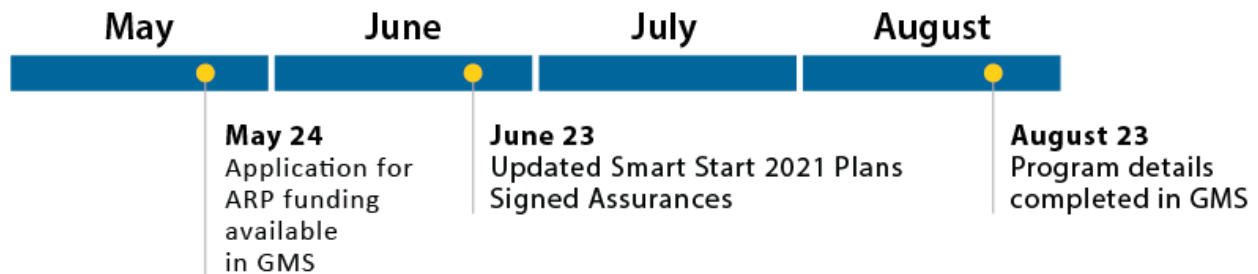 May
June
July
August
May 24
Application for
ARP funding
available
in GMS
June 23
Updated Smart Start 2021 Plans
Signed Assurances
August 23
Program details
completed in GMS